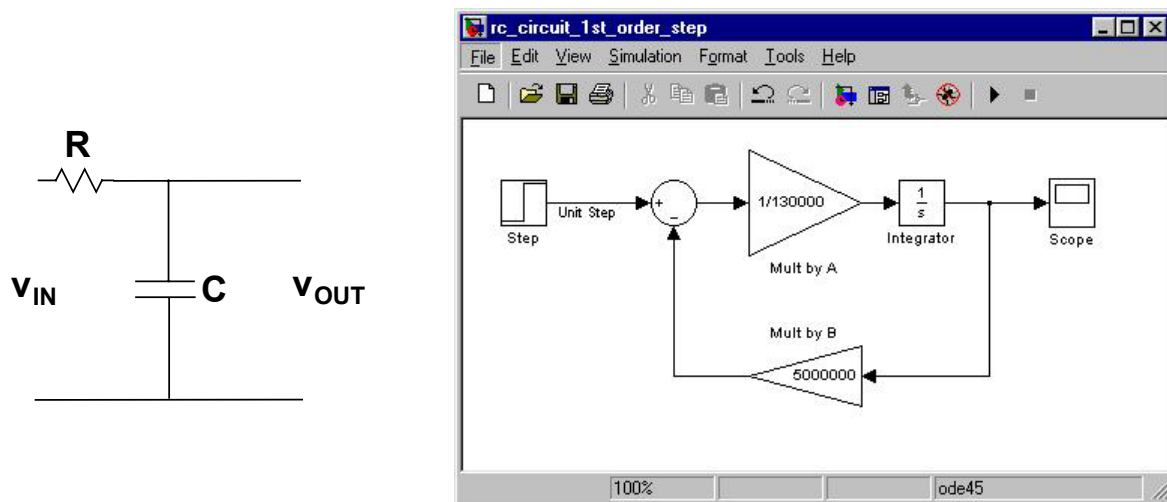 R
C
VIN
VOUT
rc_circuit_1st_order_step
File Edit View Simulation Format Tools Help
Step
Unit Step
+
−
1/130000
Mult by A
1
s
Integrator
Scope
Mult by B
5000000
100%
ode45